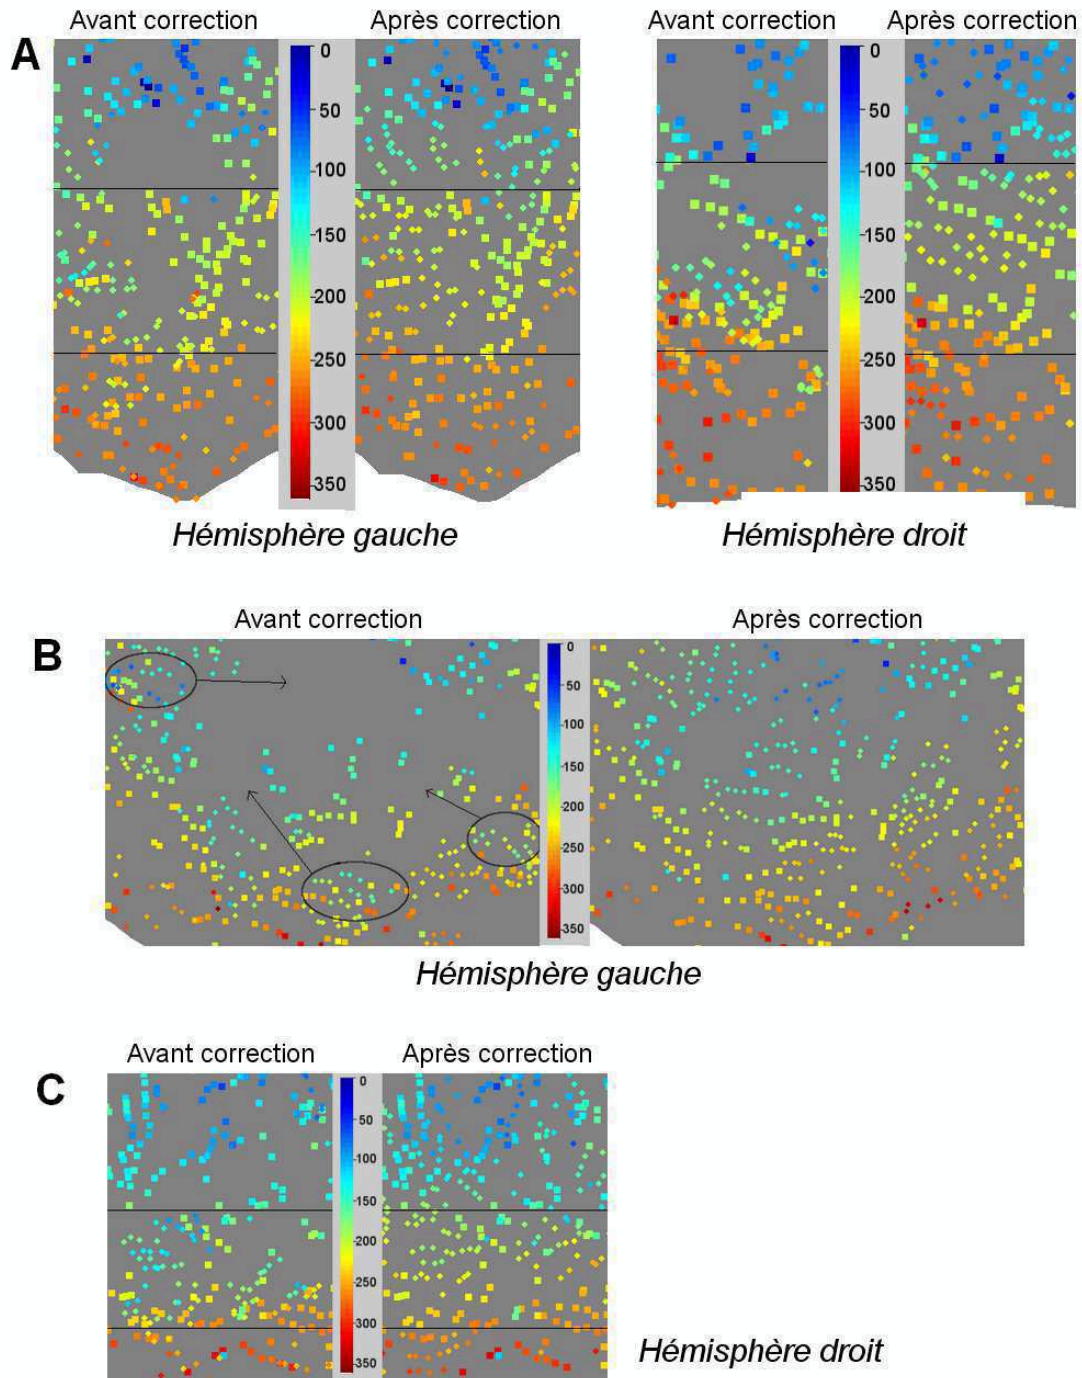 Avant correction Après correction Avant correction Après correction
A
0 0
50 50
100 100
150 150
200 200
250 250
300 300
350 350
Hémisphère gauche Hémisphère droit
Avant correction Après correction
B
0
50
100
150
200
250
300
350
Hémisphère gauche
Avant correction Après correction
C
0
50
100
150
200
250
300
350
Hémisphère droit